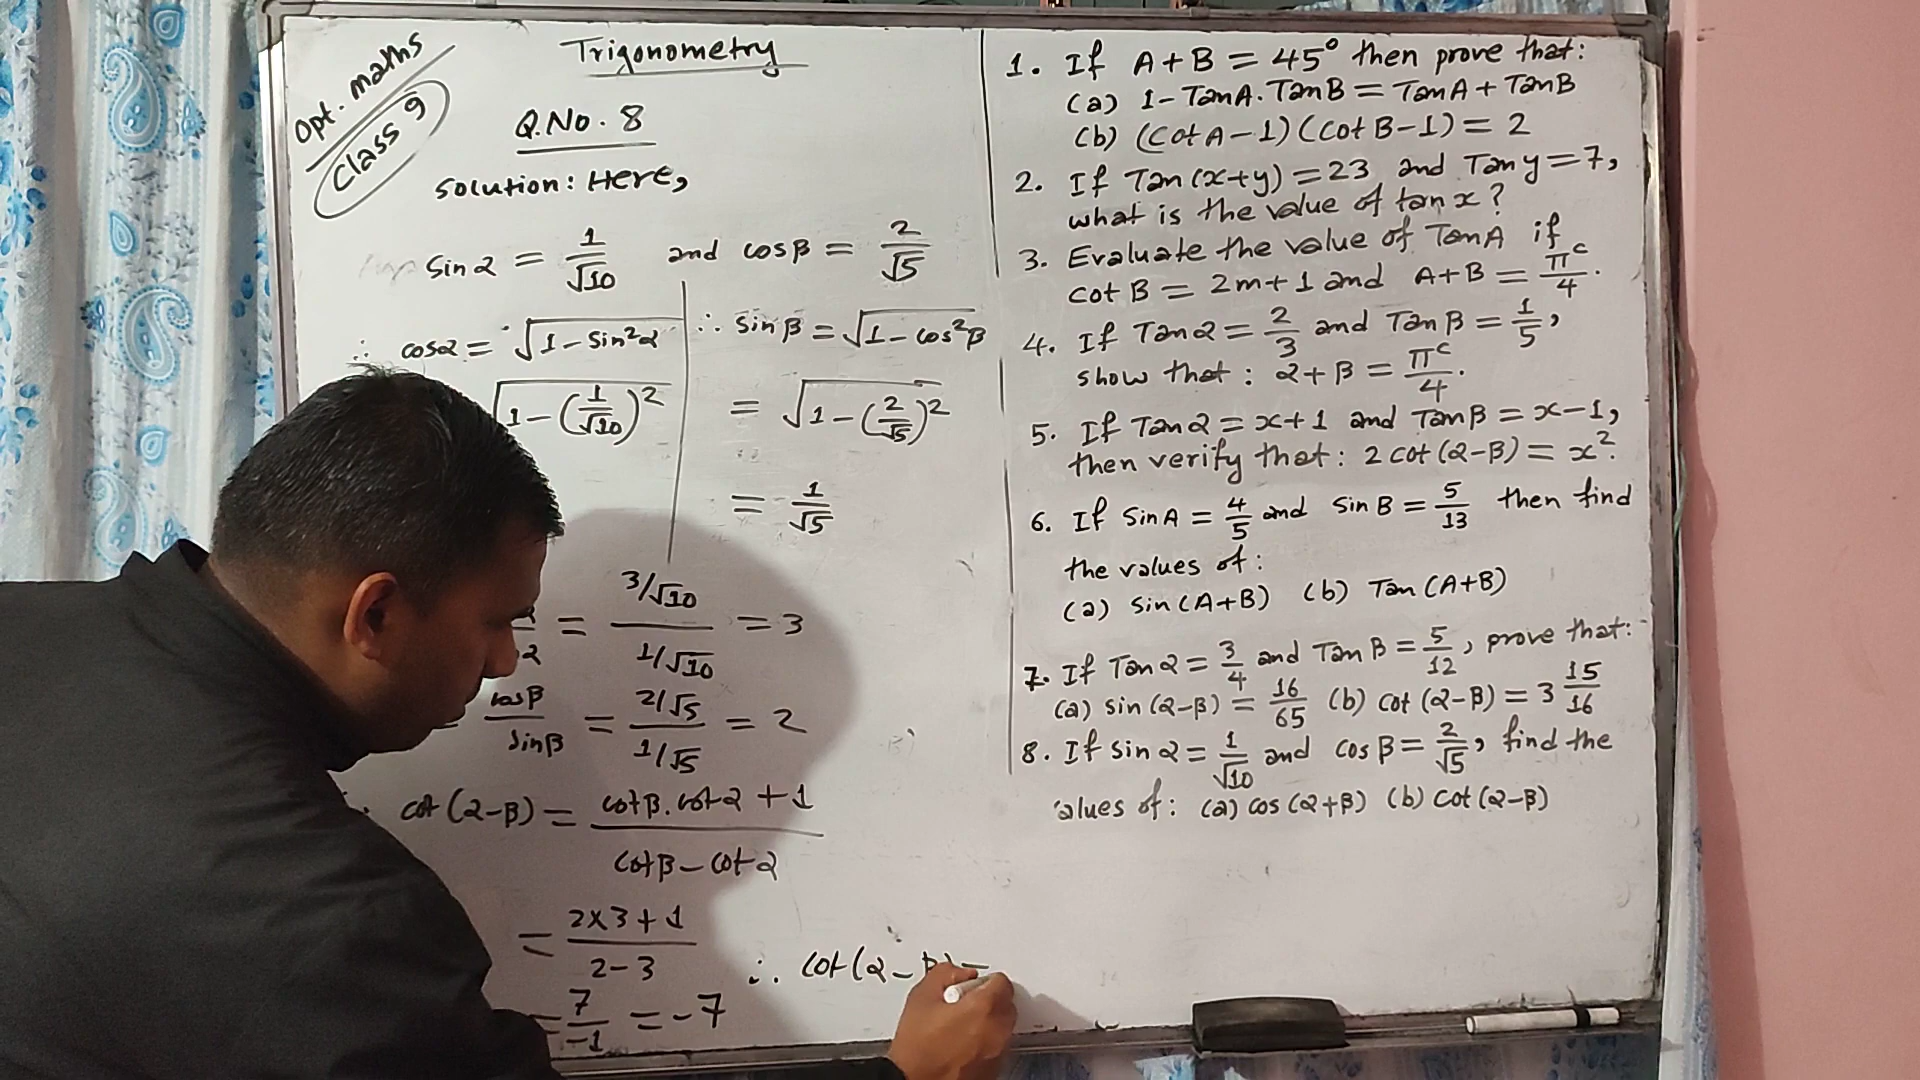 Opt. maths
Class 9
Trigonometry
Q.No. 8
Solution: Here,
Sin α = 1/√10 and cos β = 2/√5
∴ cosα = √1 - Sin²α
√1 - (1/√10)²
∴ Sin β = √1 - cos²β
= √1 - (2/√5)²
= 1/√5
= 3/√10 / 1/√10 = 3
cosβ / Sinβ = 2/√5 / 1/√5 = 2
cot (α-β) = cotβ. cotα + 1 / cotβ - cotα
= 2×3+1 / 2-3
= 7/-1 = -7
∴ cot (α - β) =
1. If A+B = 45° then prove that:
(a) 1 - TanA. TanB = TanA + TanB
(b) (Cot A - 1) (Cot B - 1) = 2
2. If Tan (x+y) = 23 and Tan y = 7,
what is the value of tan x?
3. Evaluate the value of TanA if
cot B = 2m+1 and A+B = πᶜ/4.
4. If Tan α = 2/3 and Tan β = 1/5,
show that: α+β = πᶜ/4.
5. If Tan α = x+1 and Tanβ = x-1,
then verify that: 2 cot (α-β) = x².
6. If Sin A = 4/5 and Sin B = 5/13 then find
the values of:
(a) Sin (A+B) (b) Tan (A+B)
7. If Tan α = 3/4 and Tan β = 5/12, prove that:
(a) Sin (α-β) = 16/65 (b) cot (α-β) = 3 15/16
8. If Sin α = 1/√10 and cos β = 2/√5, find the
values of: (a) cos (α+β) (b) Cot (α-β)